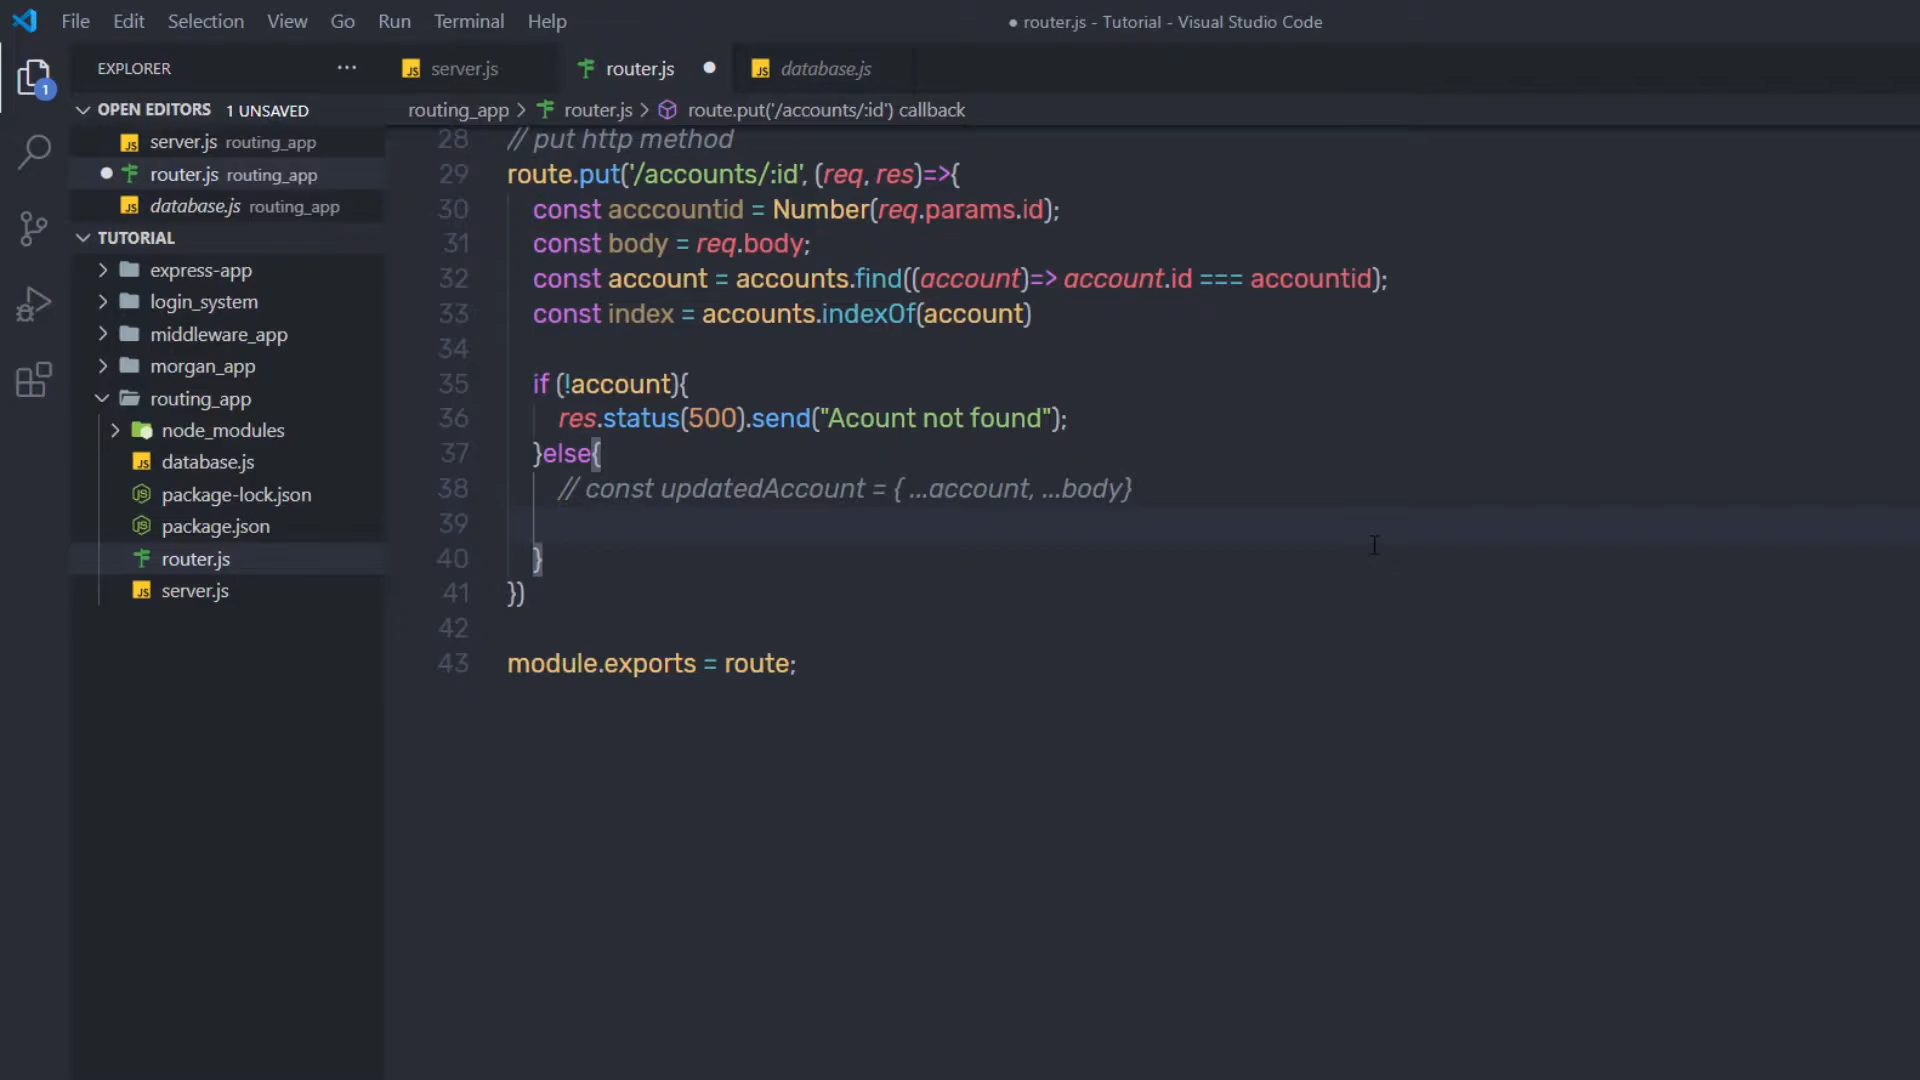 File Edit Selection View Go Run Terminal Help
● router.js - Tutorial - Visual Studio Code
EXPLORER ...
server.js
router.js ●
database.js
1
OPEN EDITORS 1 UNSAVED
server.js routing_app
● router.js routing_app
database.js routing_app
TUTORIAL
express-app
login_system
middleware_app
morgan_app
routing_app
node_modules
database.js
package-lock.json
package.json
router.js
server.js
routing_app > router.js > route.put('/accounts/:id') callback
28 // put http method
29 route.put('/accounts/:id', (req, res)=>{
30 const acccountid = Number(req.params.id);
31 const body = req.body;
32 const account = accounts.find((account)=> account.id === accountid);
33 const index = accounts.indexOf(account)
34
35 if (!account){
36 res.status(500).send("Acount not found");
37 }else{
38 // const updatedAccount = { ...account, ...body}
39
40 }
41 })
42
43 module.exports = route;